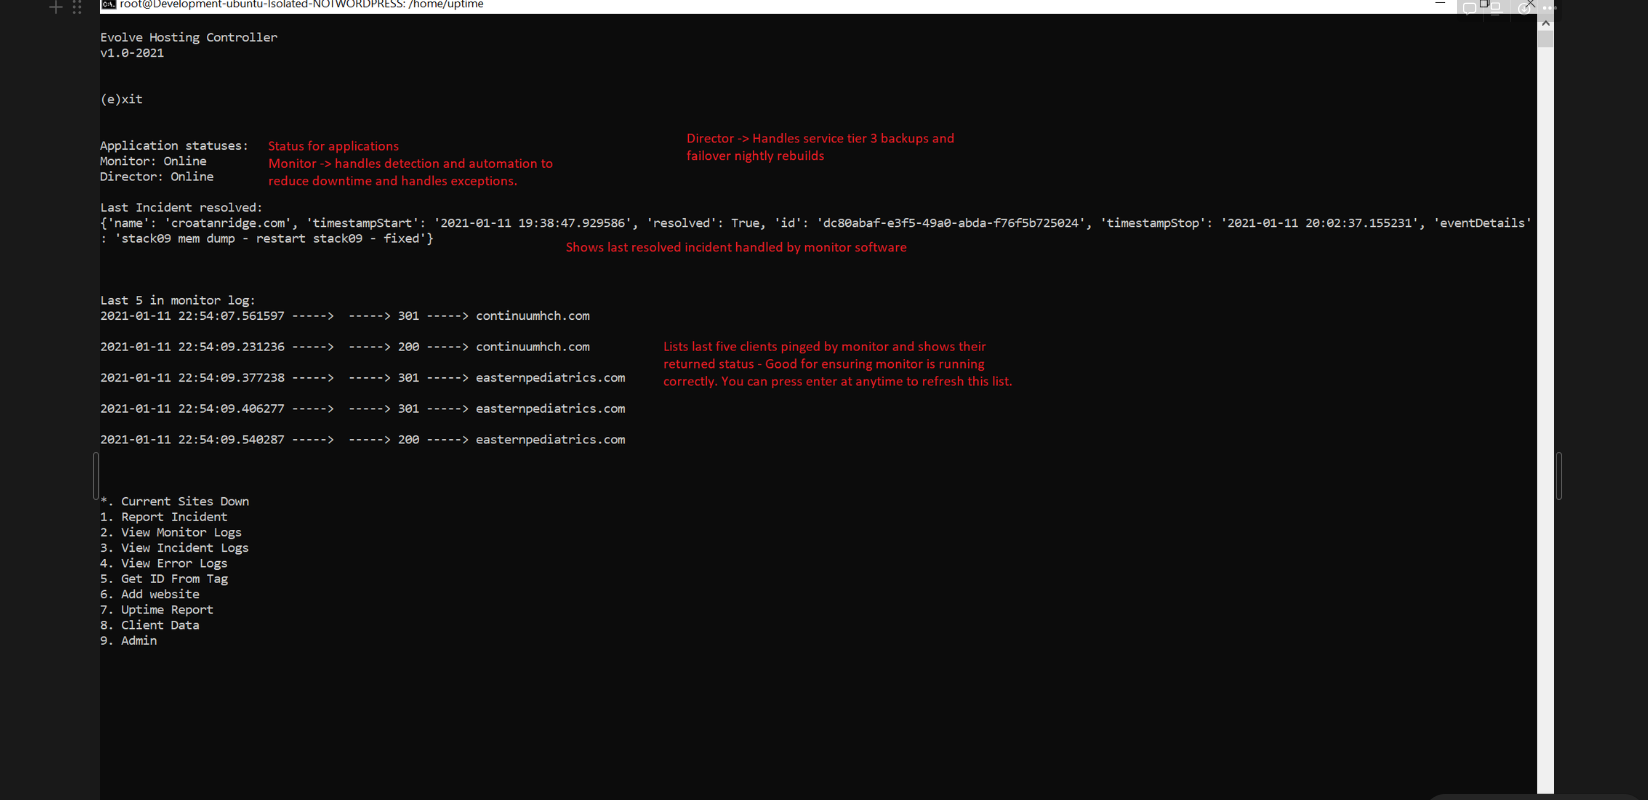 root@Development-ubuntu-Isolated-NOTWORDPRESS: /home/uptime
Evolve Hosting Controller
v1.0-2021
(e)xit
Director -> Handles service tier 3 backups and
failover nightly rebuilds
Application statuses:
Status for applications
Monitor: Online
Monitor -> handles detection and automation to
Director: Online
reduce downtime and handles exceptions.
Last Incident resolved:
{'name': 'croatanridge.com', 'timestampStart': '2021-01-11 19:38:47.929586', 'resolved': True, 'id': 'dc80abaf-e3f5-49a0-abda-f76f5b725024', 'timestampStop': '2021-01-11 20:02:37.155231', 'eventDetails'
: 'stack09 mem dump - restart stack09 - fixed'}
Shows last resolved incident handled by monitor software
Last 5 in monitor log:
2021-01-11 22:54:07.561597 -----> -----> 301 -----> continuumhch.com
2021-01-11 22:54:09.231236 -----> -----> 200 -----> continuumhch.com
Lists last five clients pinged by monitor and shows their
returned status - Good for ensuring monitor is running
correctly. You can press enter at anytime to refresh this list.
2021-01-11 22:54:09.377238 -----> -----> 301 -----> easternpediatrics.com
2021-01-11 22:54:09.406277 -----> -----> 301 -----> easternpediatrics.com
2021-01-11 22:54:09.540287 -----> -----> 200 -----> easternpediatrics.com
*. Current Sites Down
1. Report Incident
2. View Monitor Logs
3. View Incident Logs
4. View Error Logs
5. Get ID From Tag
6. Add website
7. Uptime Report
8. Client Data
9. Admin